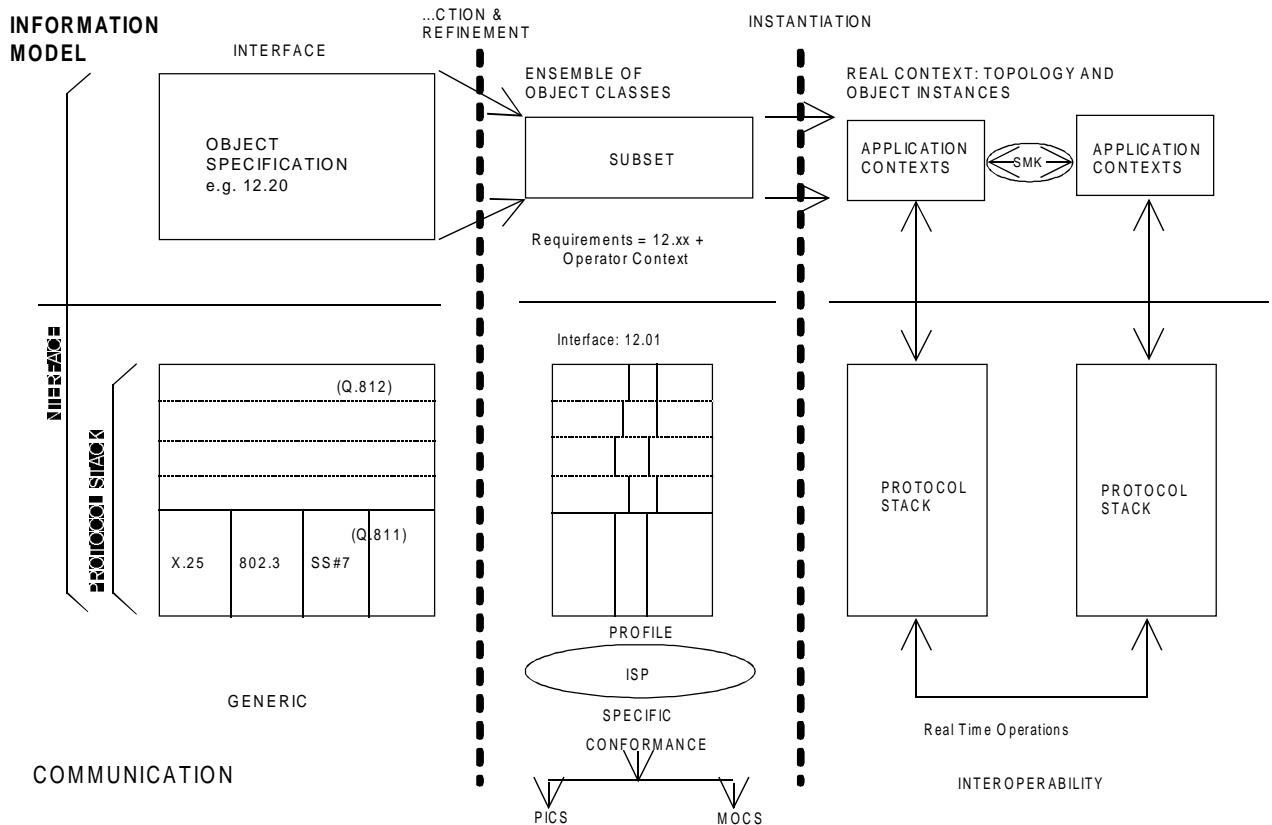 INFORMATION
MODEL
INTERFACE
...CTION &
REFINEMENT
INSTANTIATION
ENSEMBLE OF
OBJECT CLASSES
REAL CONTEXT: TOPOLOGY AND
OBJECT INSTANCES
OBJECT
SPECIFICATION
e.g. 12.20
SUBSET
APPLICATION
CONTEXTS
SMK
APPLICATION
CONTEXTS
Requirements = 12.xx +
Operator Context
Interface: 12.01
PROTOCOL STACK
(Q.812)
(Q.811)
X.25
802.3
SS#7
PROTOCOL
STACK
PROTOCOL
STACK
PROFILE
ISP
GENERIC
SPECIFIC
CONFORMANCE
Real Time Operations
COMMUNICATION
INTEROPERABILITY
PICS
MOCS